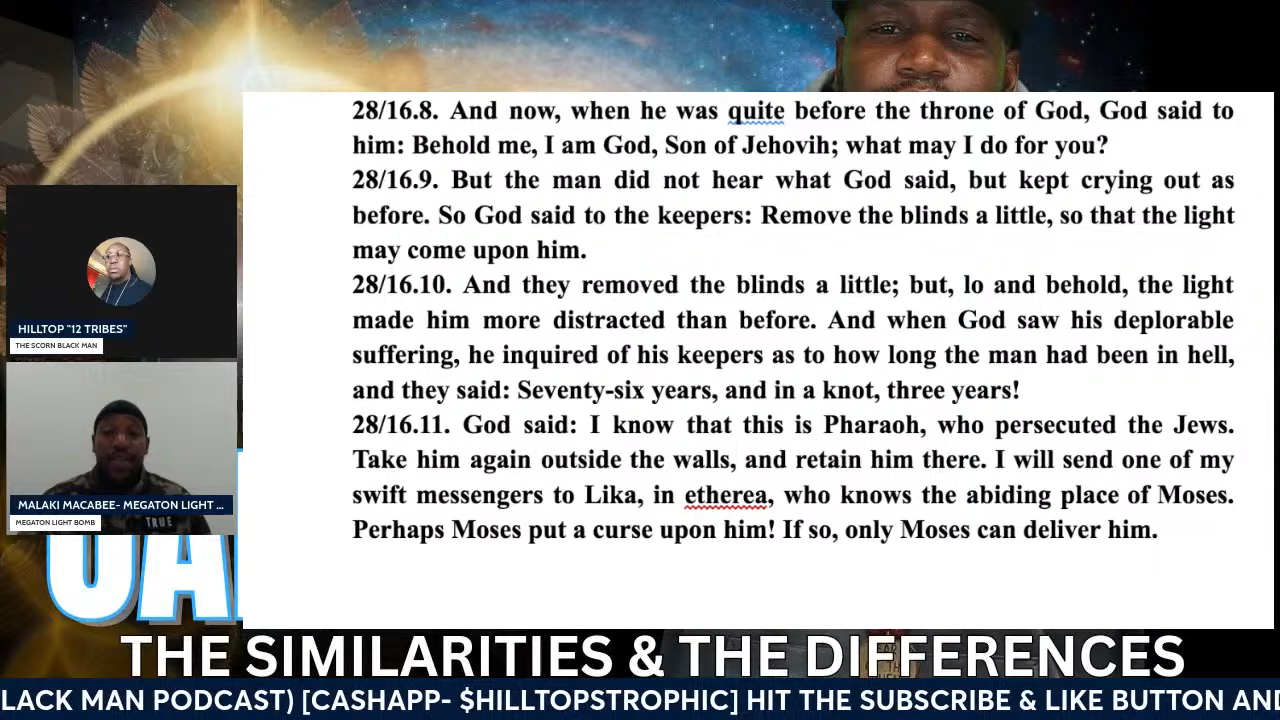 28/16.8. And now, when he was quite before the throne of God, God said to
him: Behold me, I am God, Son of Jehovih; what may I do for you?
28/16.9. But the man did not hear what God said, but kept crying out as
before. So God said to the keepers: Remove the blinds a little, so that the light
may come upon him.
28/16.10. And they removed the blinds a little; but, lo and behold, the light
made him more distracted than before. And when God saw his deplorable
suffering, he inquired of his keepers as to how long the man had been in hell,
and they said: Seventy-six years, and in a knot, three years!
28/16.11. God said: I know that this is Pharaoh, who persecuted the Jews.
Take him again outside the walls, and retain him there. I will send one of my
swift messengers to Lika, in etherea, who knows the abiding place of Moses.
Perhaps Moses put a curse upon him! If so, only Moses can deliver him.
HILLTOP "12 TRIBES"
THE SCORN BLACK MAN
MALAKI MACABEE- MEGATON LIGHT ...
MEGATON LIGHT BOMB
TRUE
THE SIMILARITIES & THE DIFFERENCES
LACK MAN PODCAST) [CASHAPP- $HILLTOPSTROPHIC] HIT THE SUBSCRIBE & LIKE BUTTON AND